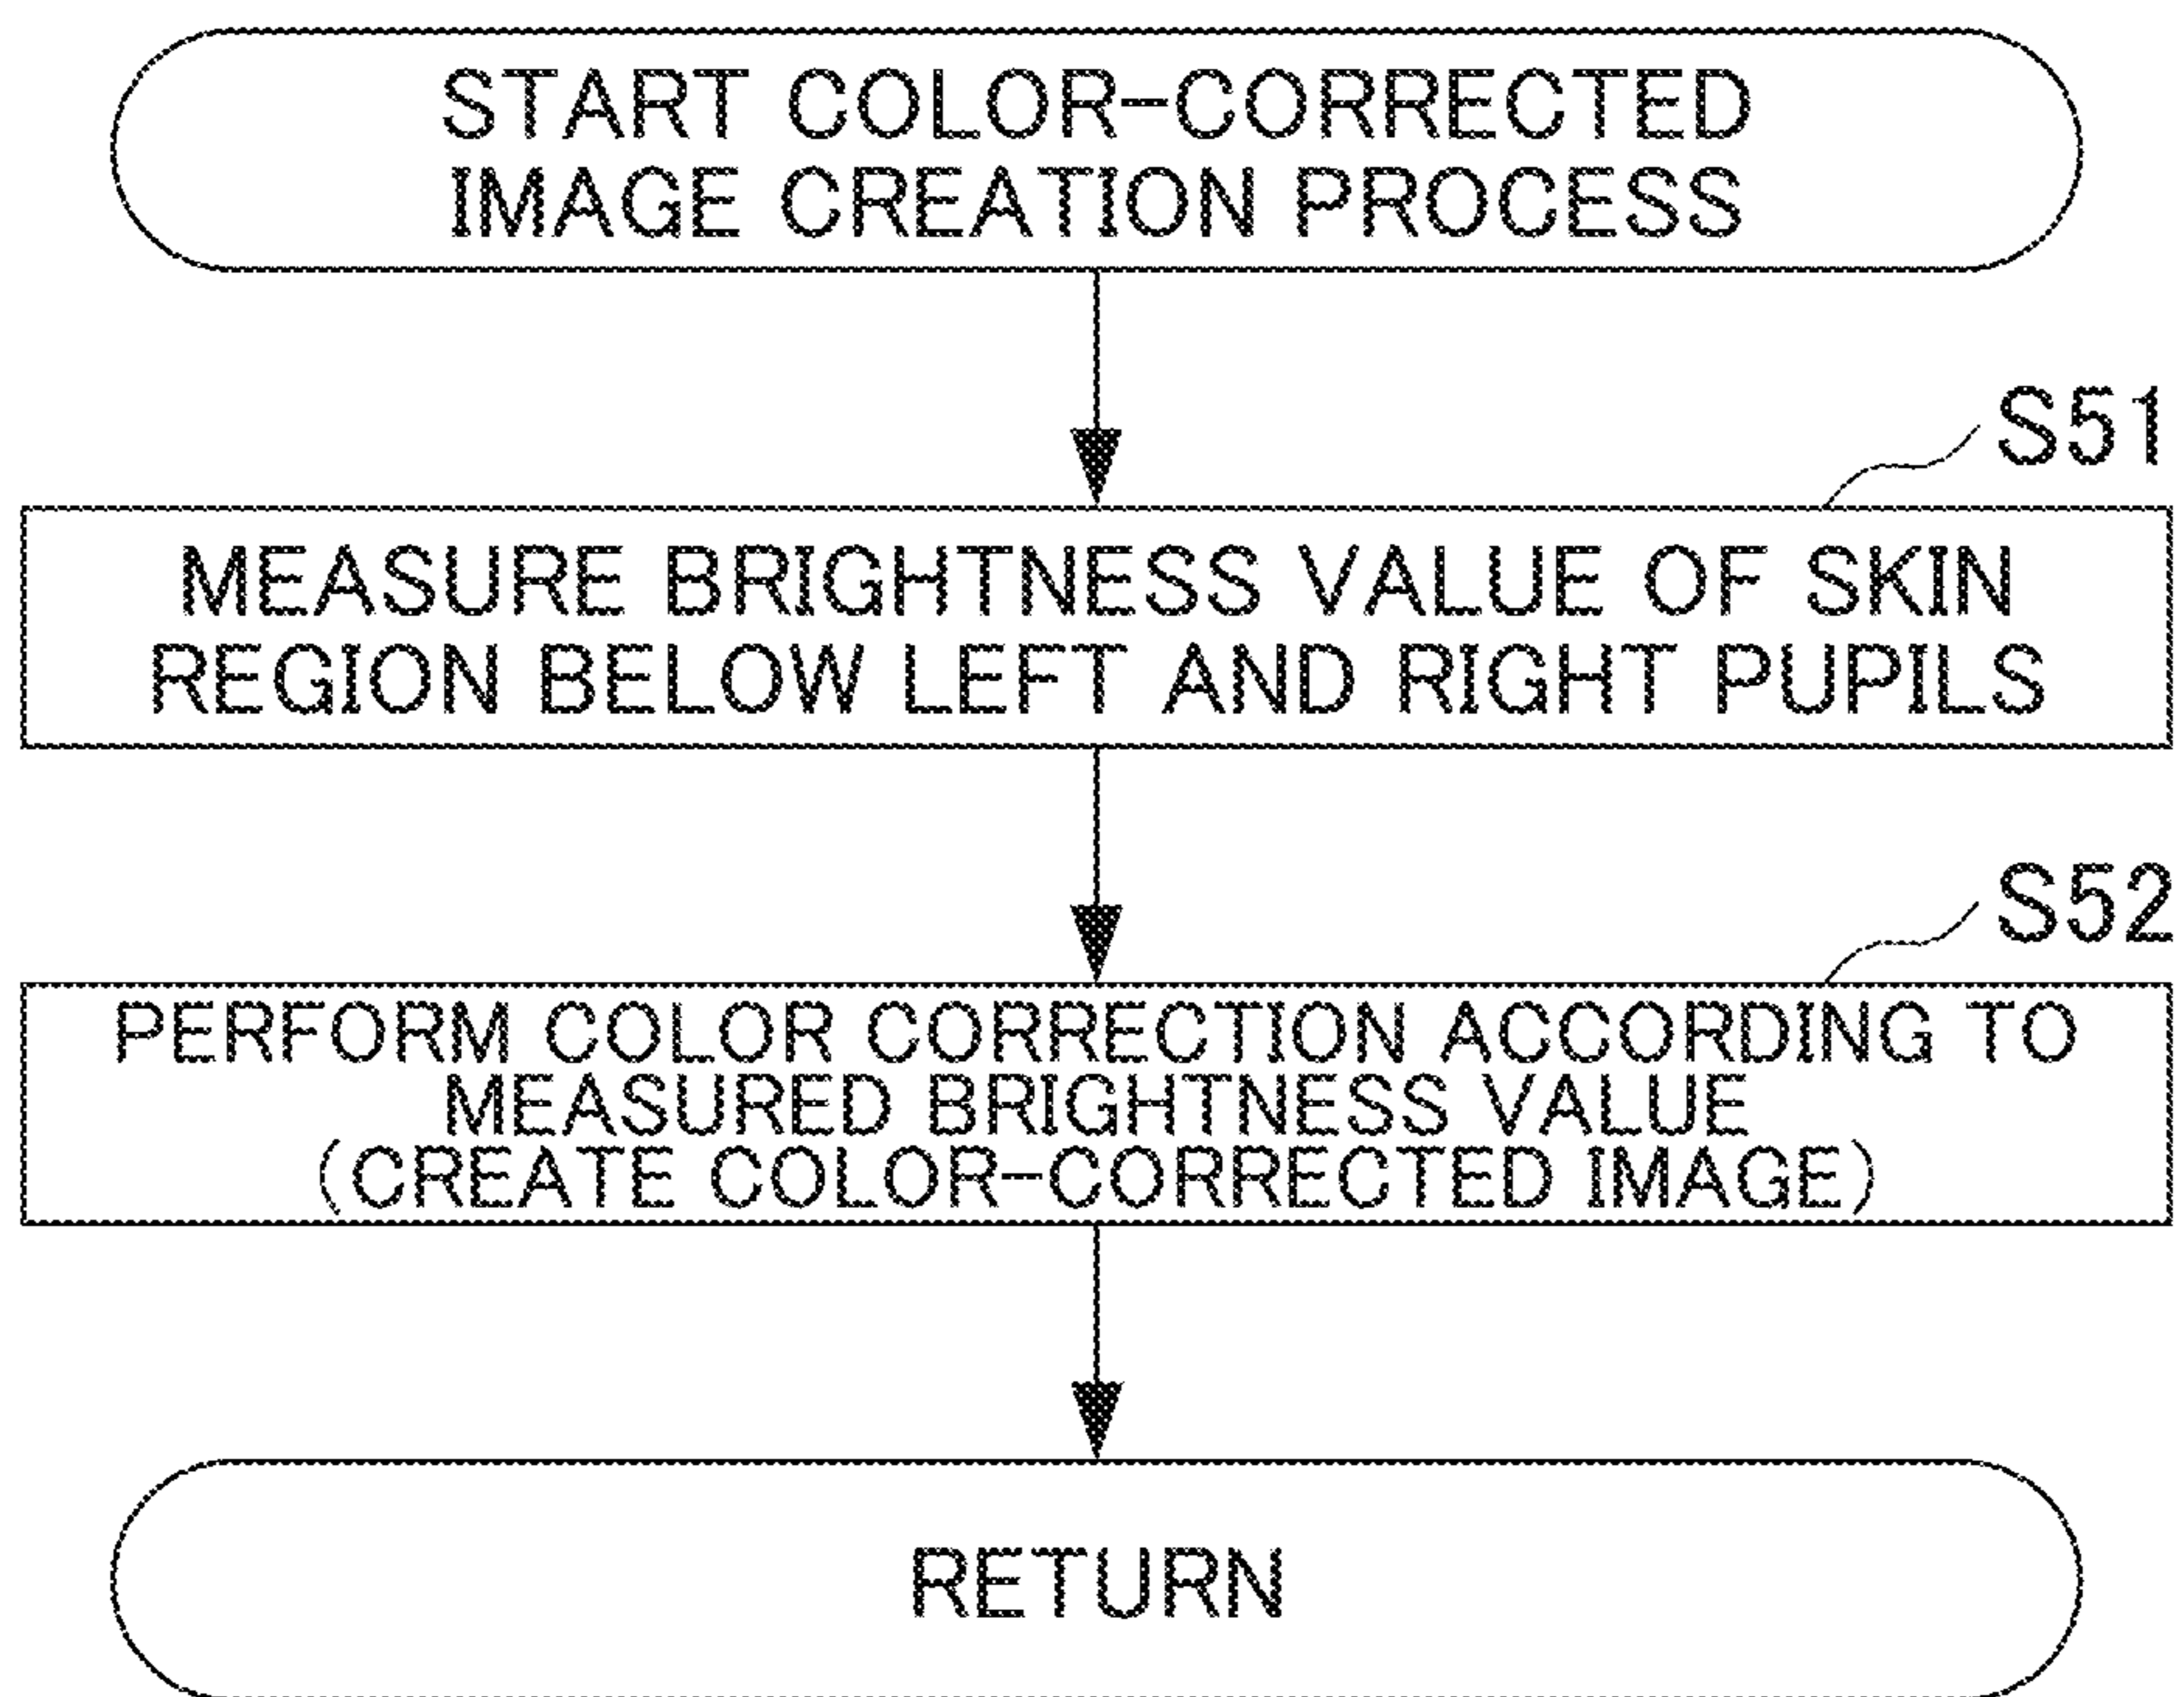 START COLOR-CORRECTED
IMAGE CREATION PROCESS
S51
MEASURE BRIGHTNESS VALUE OF SKIN
REGION BELOW LEFT AND RIGHT PUPILS
S52
PERFORM COLOR CORRECTION ACCORDING TO
MEASURED BRIGHTNESS VALUE
(CREATE COLOR-CORRECTED IMAGE)
RETURN